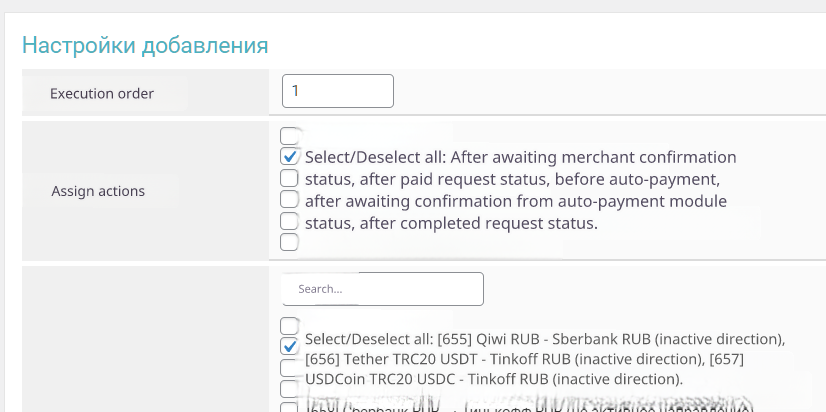 Настройки добавления
Execution order
1
Assign actions
Select/Deselect all: After awaiting merchant confirmation
status, after paid request status, before auto-payment,
after awaiting confirmation from auto-payment module
status, after completed request status.
Search...
Select/Deselect all: [655] Qiwi RUB - Sberbank RUB (inactive direction),
[656] Tether TRC20 USDT - Tinkoff RUB (inactive direction), [657]
USDCoin TRC20 USDC - Tinkoff RUB (inactive direction).